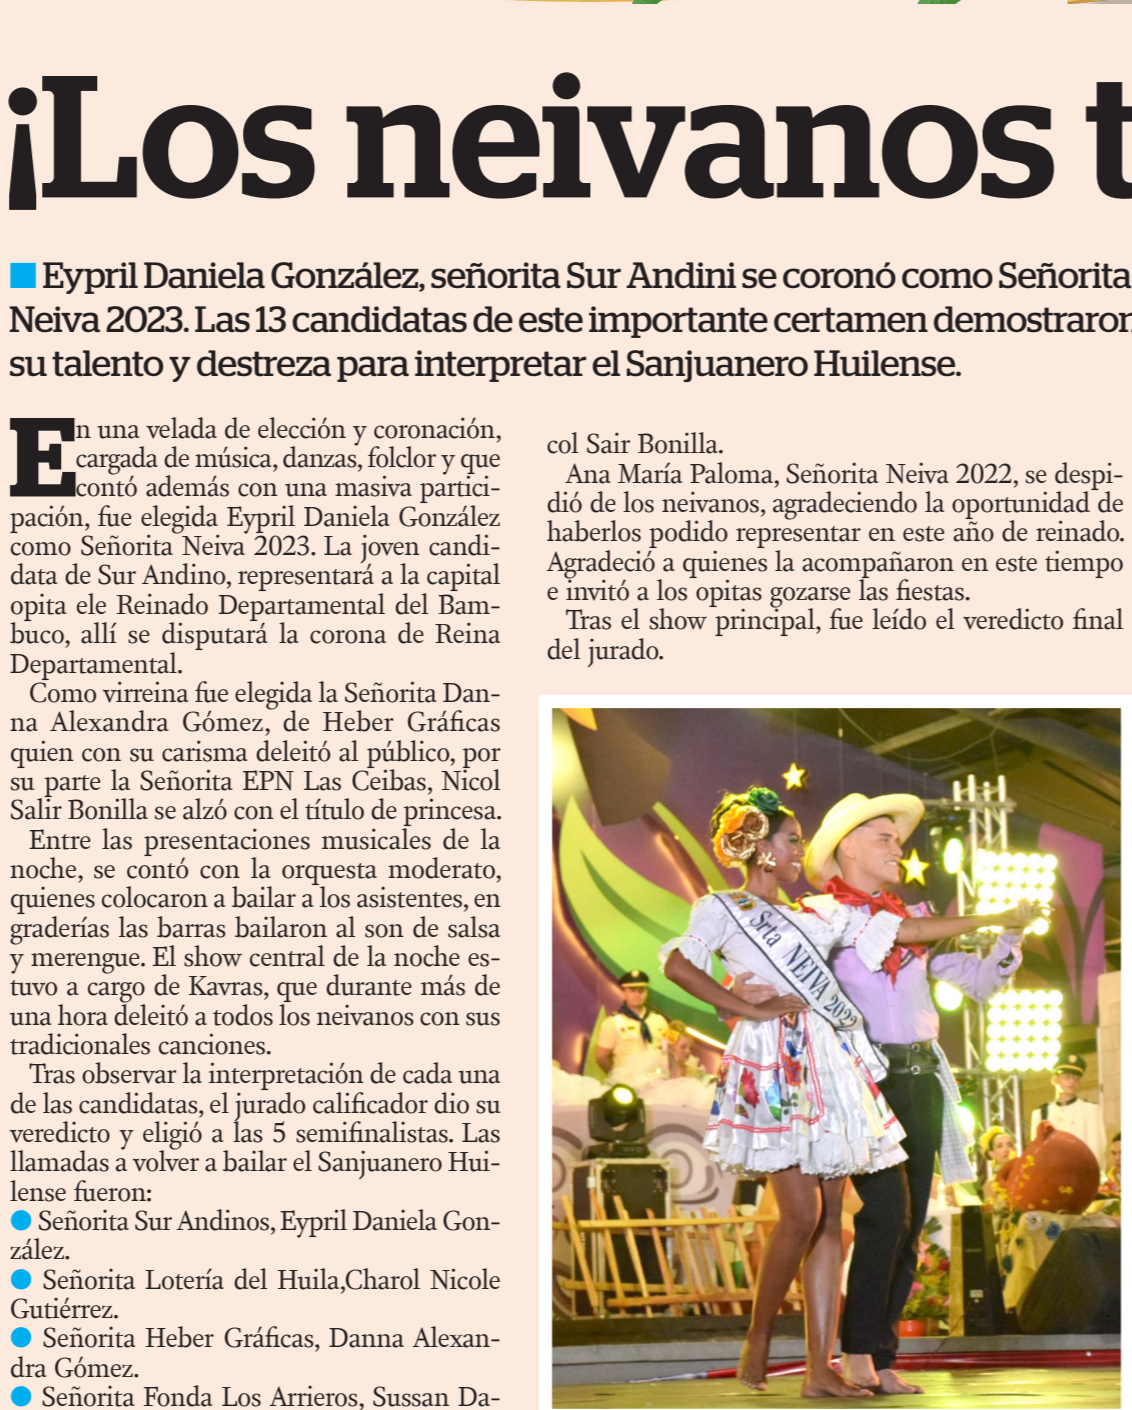 ¡Los neivanos t
Eypril Daniela González, señorita Sur Andini se coronó como Señorita
Neiva 2023. Las 13 candidatas de este importante certamen demostraron
su talento y destreza para interpretar el Sanjuanero Huilense.
En una velada de elección y coronación,
cargada de música, danzas, folclor y que
contó además con una masiva partici-
pación, fue elegida Eypril Daniela González
como Señorita Neiva 2023. La joven candi-
data de Sur Andino, representará a la capital
opita ele Reinado Departamental del Bam-
buco, allí se disputará la corona de Reina
Departamental.
Como virreina fue elegida la Señorita Dan-
na Alexandra Gómez, de Heber Gráficas
quien con su carisma deleitó al público, por
su parte la Señorita EPN Las Ceibas, Nicol
Salir Bonilla se alzó con el título de princesa.
Entre las presentaciones musicales de la
noche, se contó con la orquesta moderato,
quienes colocaron a bailar a los asistentes, en
graderías las barras bailaron al son de salsa
y merengue. El show central de la noche es-
tuvo a cargo de Kavras, que durante más de
una hora deleitó a todos los neivanos con sus
tradicionales canciones.
Tras observar la interpretación de cada una
de las candidatas, el jurado calificador dio su
veredicto y eligió a las 5 semifinalistas. Las
llamadas a volver a bailar el Sanjuanero Hui-
lense fueron:
● Señorita Sur Andinos, Eypril Daniela Gon-
zález.
● Señorita Lotería del Huila,Charol Nicole
Gutiérrez.
● Señorita Heber Gráficas, Danna Alexan-
dra Gómez.
● Señorita Fonda Los Arrieros, Sussan Da-
col Sair Bonilla.
Ana María Paloma, Señorita Neiva 2022, se despi-
dió de los neivanos, agradeciendo la oportunidad de
haberlos podido representar en este año de reinado.
Agradeció a quienes la acompañaron en este tiempo
e invitó a los opitas gozarse las fiestas.
Tras el show principal, fue leído el veredicto final
del jurado.
Srta NEIVA 2022